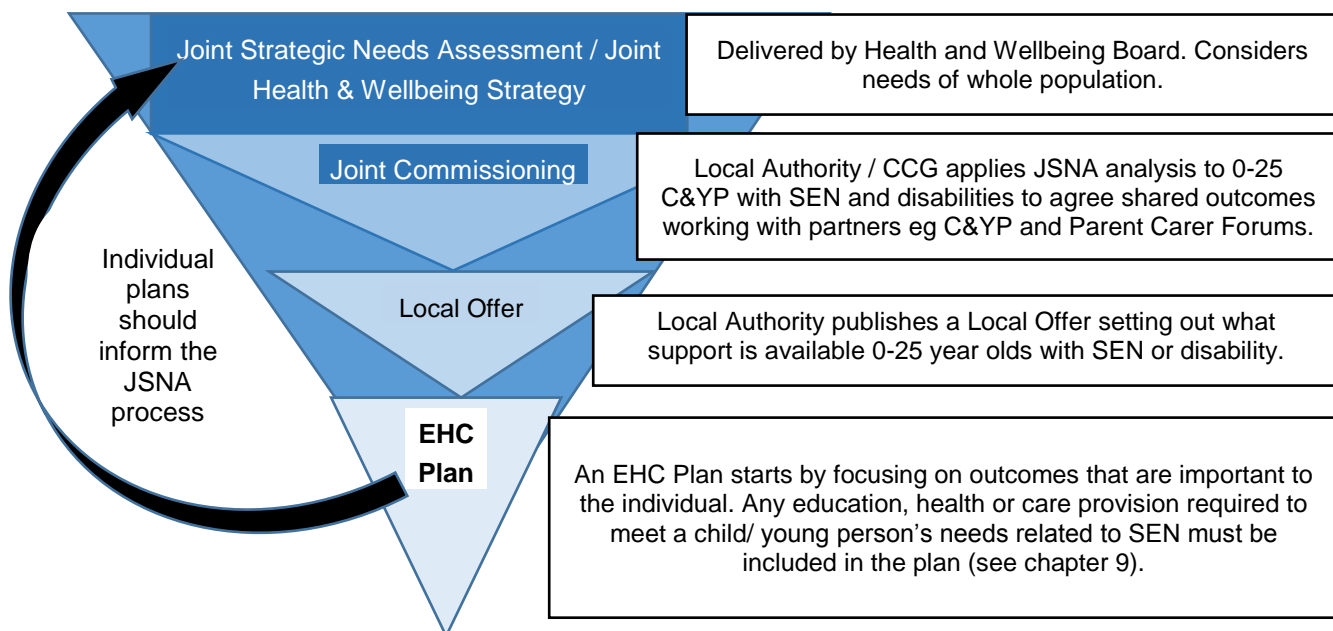 Joint Strategic Needs Assessment / Joint
Health & Wellbeing Strategy
Delivered by Health and Wellbeing Board. Considers
needs of whole population.
Joint Commissioning
Local Authority / CCG applies JSNA analysis to 0-25
C&YP with SEN and disabilities to agree shared outcomes
working with partners eg C&YP and Parent Carer Forums.
Individual
plans
should
inform the
JSNA
process
Local Offer
Local Authority publishes a Local Offer setting out what
support is available 0-25 year olds with SEN or disability.
EHC
Plan
An EHC Plan starts by focusing on outcomes that are important to
the individual. Any education, health or care provision required to
meet a child/ young person’s needs related to SEN must be
included in the plan (see chapter 9).